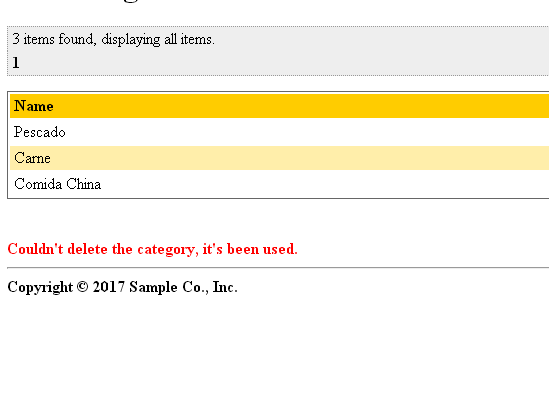 3 items found, displaying all items.
1
Name
Pescado
Carne
Comida China
Couldn't delete the category, it's been used.
Copyright © 2017 Sample Co., Inc.